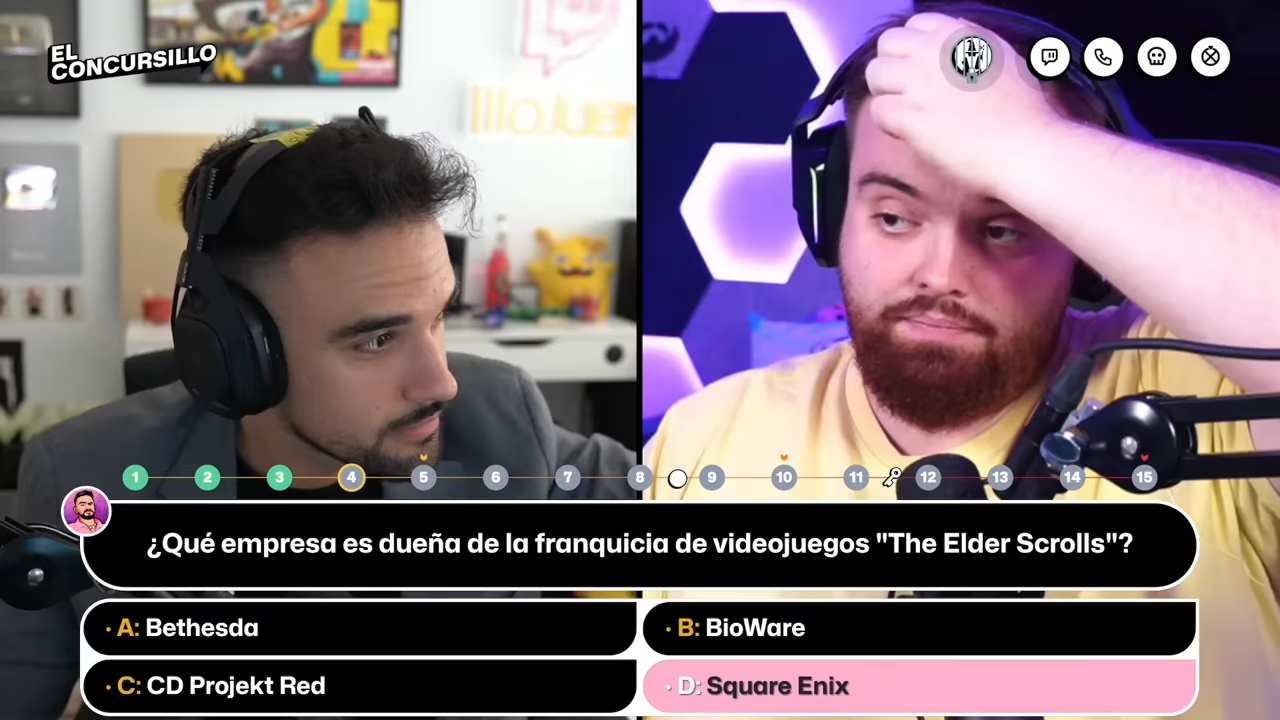 EL
CONCURSILLO
1 2 3 4 5 6 7 8 9 10 11 12 13 14 15
¿Qué empresa es dueña de la franquicia de videojuegos "The Elder Scrolls"?
· A: Bethesda
· B: BioWare
· C: CD Projekt Red
· D: Square Enix